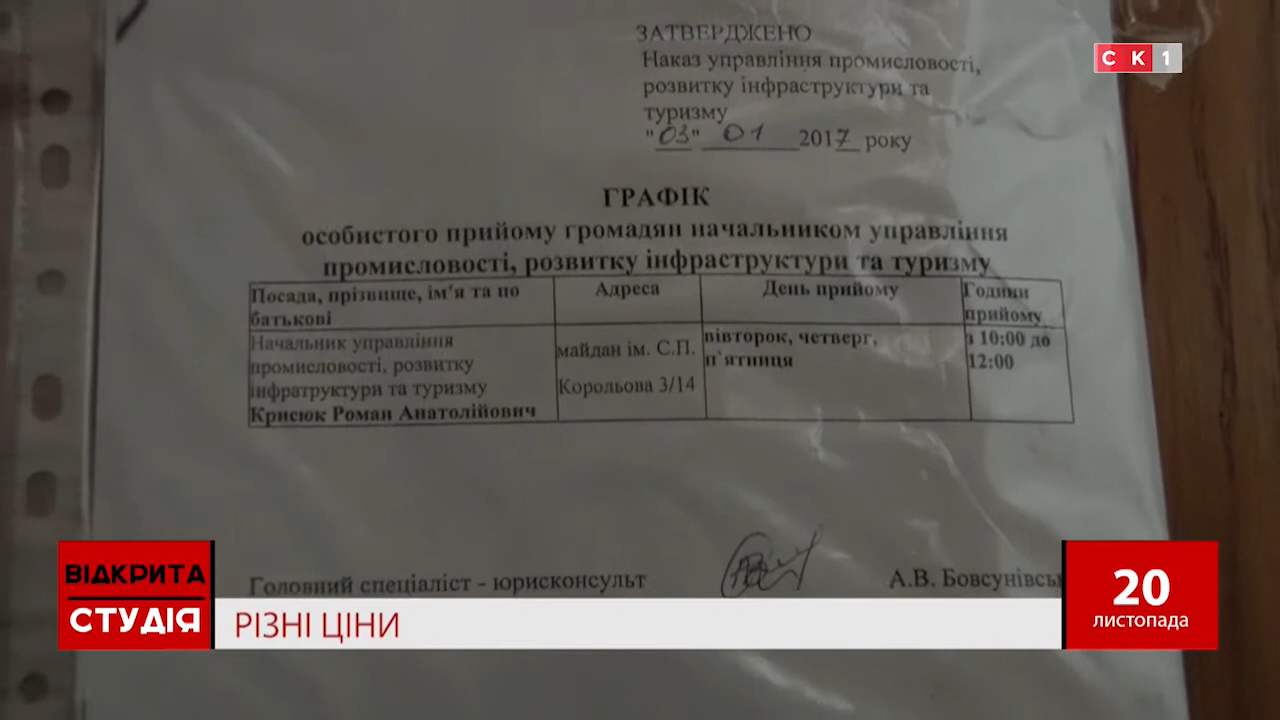 ЗАТВЕРДЖЕНО
Наказ управління промисловості,
розвитку інфраструктури та
туризму
"03" 01 2017 року
СК1
ГРАФІК
особистого прийому громадян начальником управління
промисловості, розвитку інфраструктури та туризму
Посада, прізвище, ім'я та по
батькові
Адреса
День прийому
Години
прийому
Начальник управління
промисловості, розвитку
інфратруктури та туризму
Крисюк Роман Анатолійович
майдан ім. С.П.
Корольова 3/14
вівторок, четверг,
п`ятниця
з 10:00 до
12:00
Головний спеціаліст - юрисконсульт
А.В. Бовсунівсь
ВІДКРИТА
СТУДІЯ
РІЗНІ ЦІНИ
20
листопада